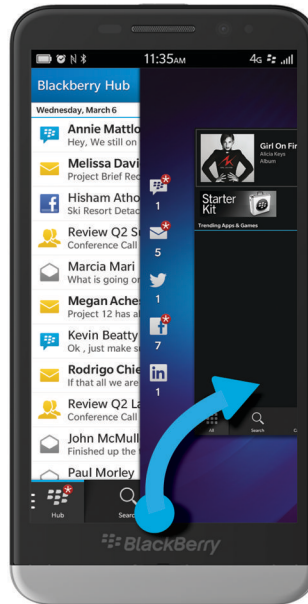 11:35AM
4G
Blackberry Hub
Wednesday, March 6
Annie Mattlo
Hey, We still on
Melissa Davi
Project Brief Rec
Hisham Atho
Ski Resort Detac
Review Q2 S
Conference Call
Marcia Mari
What is going o
Megan Aches
Project 12 has a
Kevin Beatty
Ok , just make s
Rodrigo Chie
If that all we are
Review Q2 La
Conference Call
John McMull
Finished up the
Paul Morley
Hub
Searc
1
5
1
7
1
Girl On Fir
Alicia Keys
Album
Starter
Kit
Trending Apps & Games
All
Search
Ca
BlackBerry